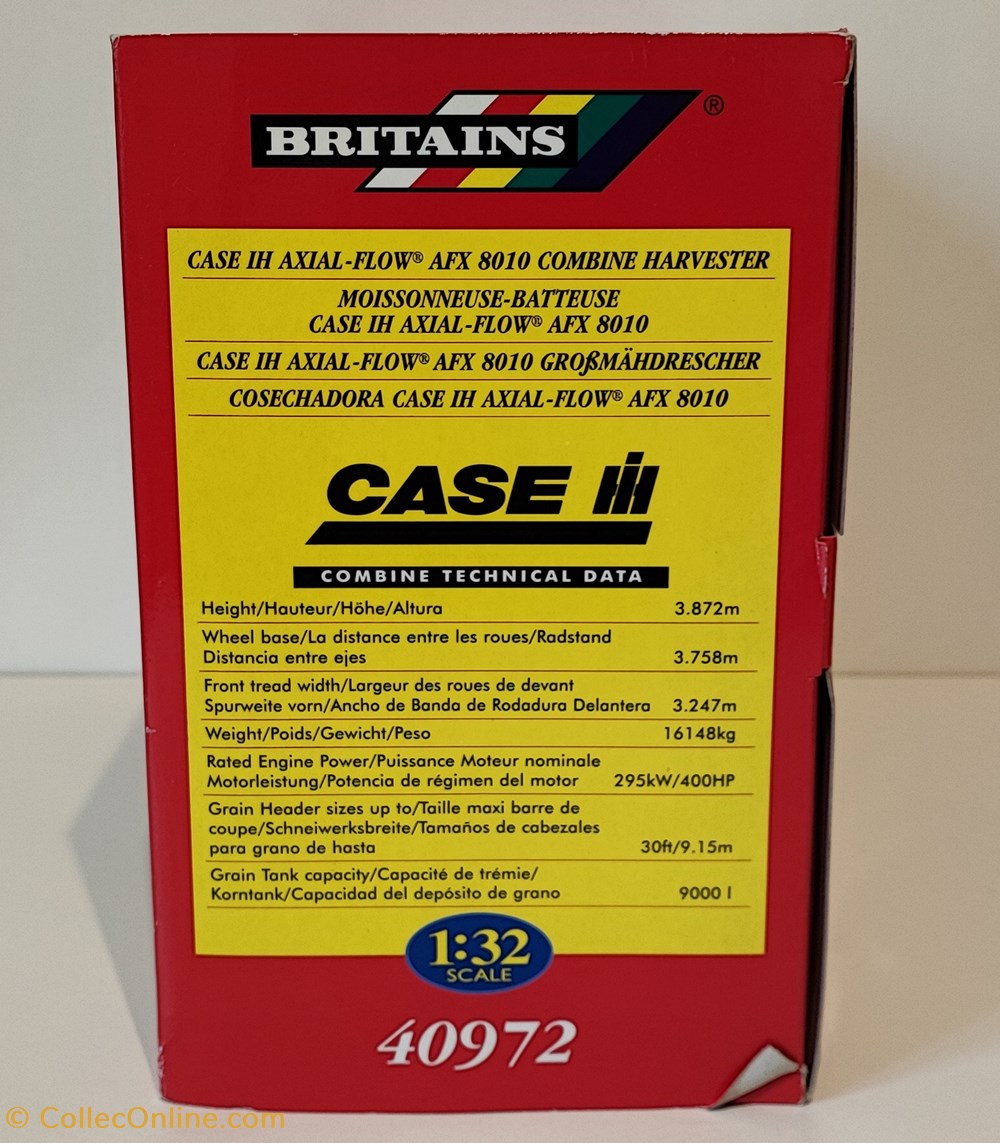 BRITAINS ®
CASE IH AXIAL-FLOW® AFX 8010 COMBINE HARVESTER
MOISSONNEUSE-BATTEUSE
CASE IH AXIAL-FLOW® AFX 8010
CASE IH AXIAL-FLOW® AFX 8010 GROßMÄHDRESCHER
COSECHADORA CASE IH AXIAL-FLOW® AFX 8010
CASE IH
COMBINE TECHNICAL DATA
Height/Hauteur/Höhe/Altura 3.872m
Wheel base/La distance entre les roues/Radstand
Distancia entre ejes 3.758m
Front tread width/Largeur des roues de devant
Spurweite vorn/Ancho de Banda de Rodadura Delantera 3.247m
Weight/Poids/Gewicht/Peso 16148kg
Rated Engine Power/Puissance Moteur nominale
Motorleistung/Potencia de régimen del motor 295kW/400HP
Grain Header sizes up to/Taille maxi barre de
coupe/Schneiwerksbreite/Tamaños de cabezales
para grano de hasta 30ft/9.15m
Grain Tank capacity/Capacité de trémie/
Korntank/Capacidad del depósito de grano 9000 l
1:32
SCALE
40972
© CollecOnline.com